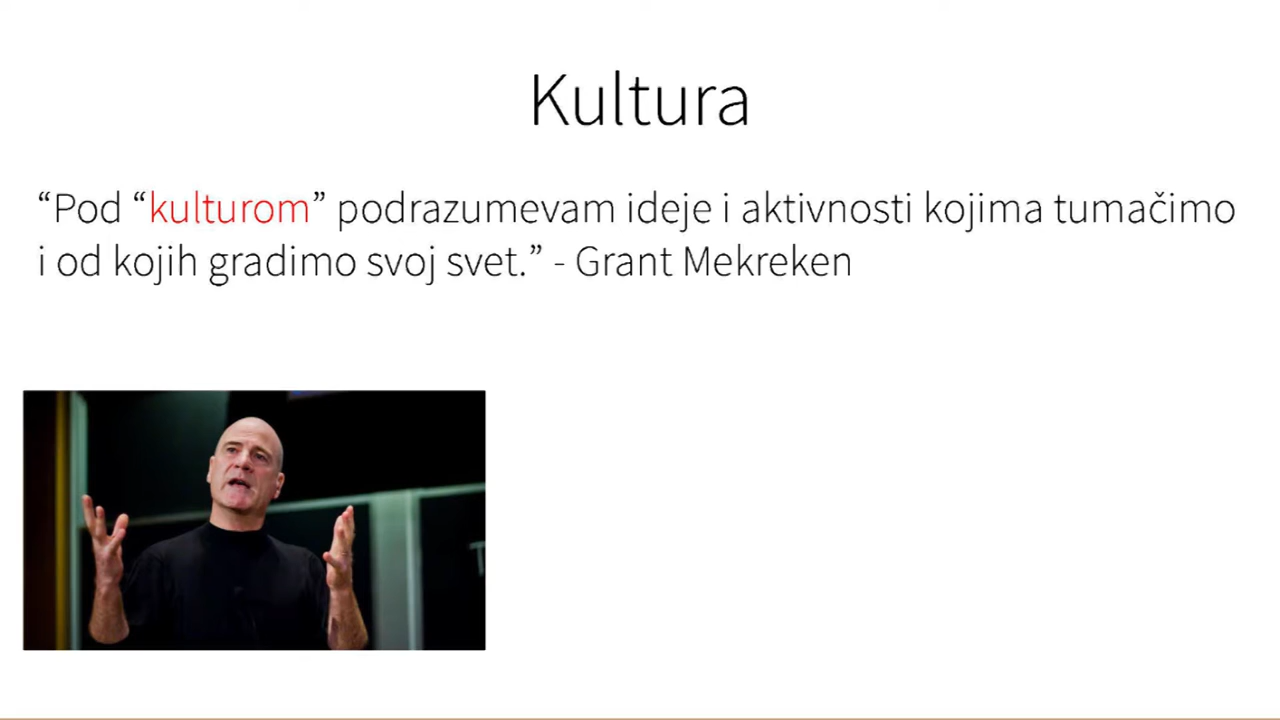 Kultura
“Pod “kulturom” podrazumevam ideje i aktivnosti kojima tumačimo
i od kojih gradimo svoj svet.” - Grant Mekreken
T